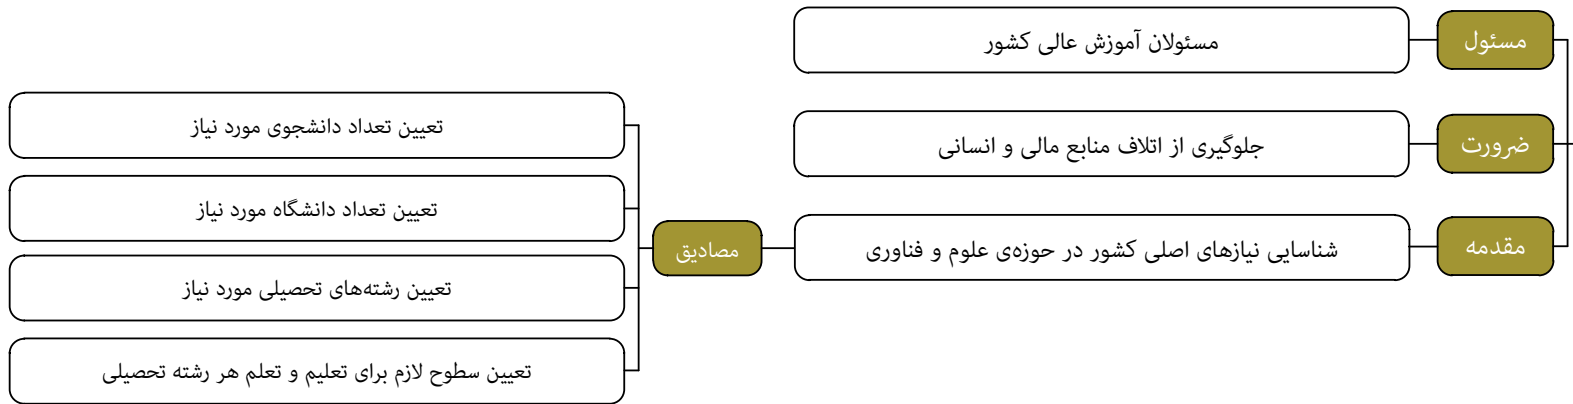 مسئول
مسئولان آموزش عالی کشور
ضرورت
جلوگیری از اتلاف منابع مالی و انسانی
مقدمه
شناسایی نیازهای اصلی کشور در حوزه‌ی علوم و فناوری
مصادیق
تعیین تعداد دانشجوی مورد نیاز
تعیین تعداد دانشگاه مورد نیاز
تعیین رشته‌های تحصیلی مورد نیاز
تعیین سطوح لازم برای تعلیم و تعلم هر رشته تحصیلی